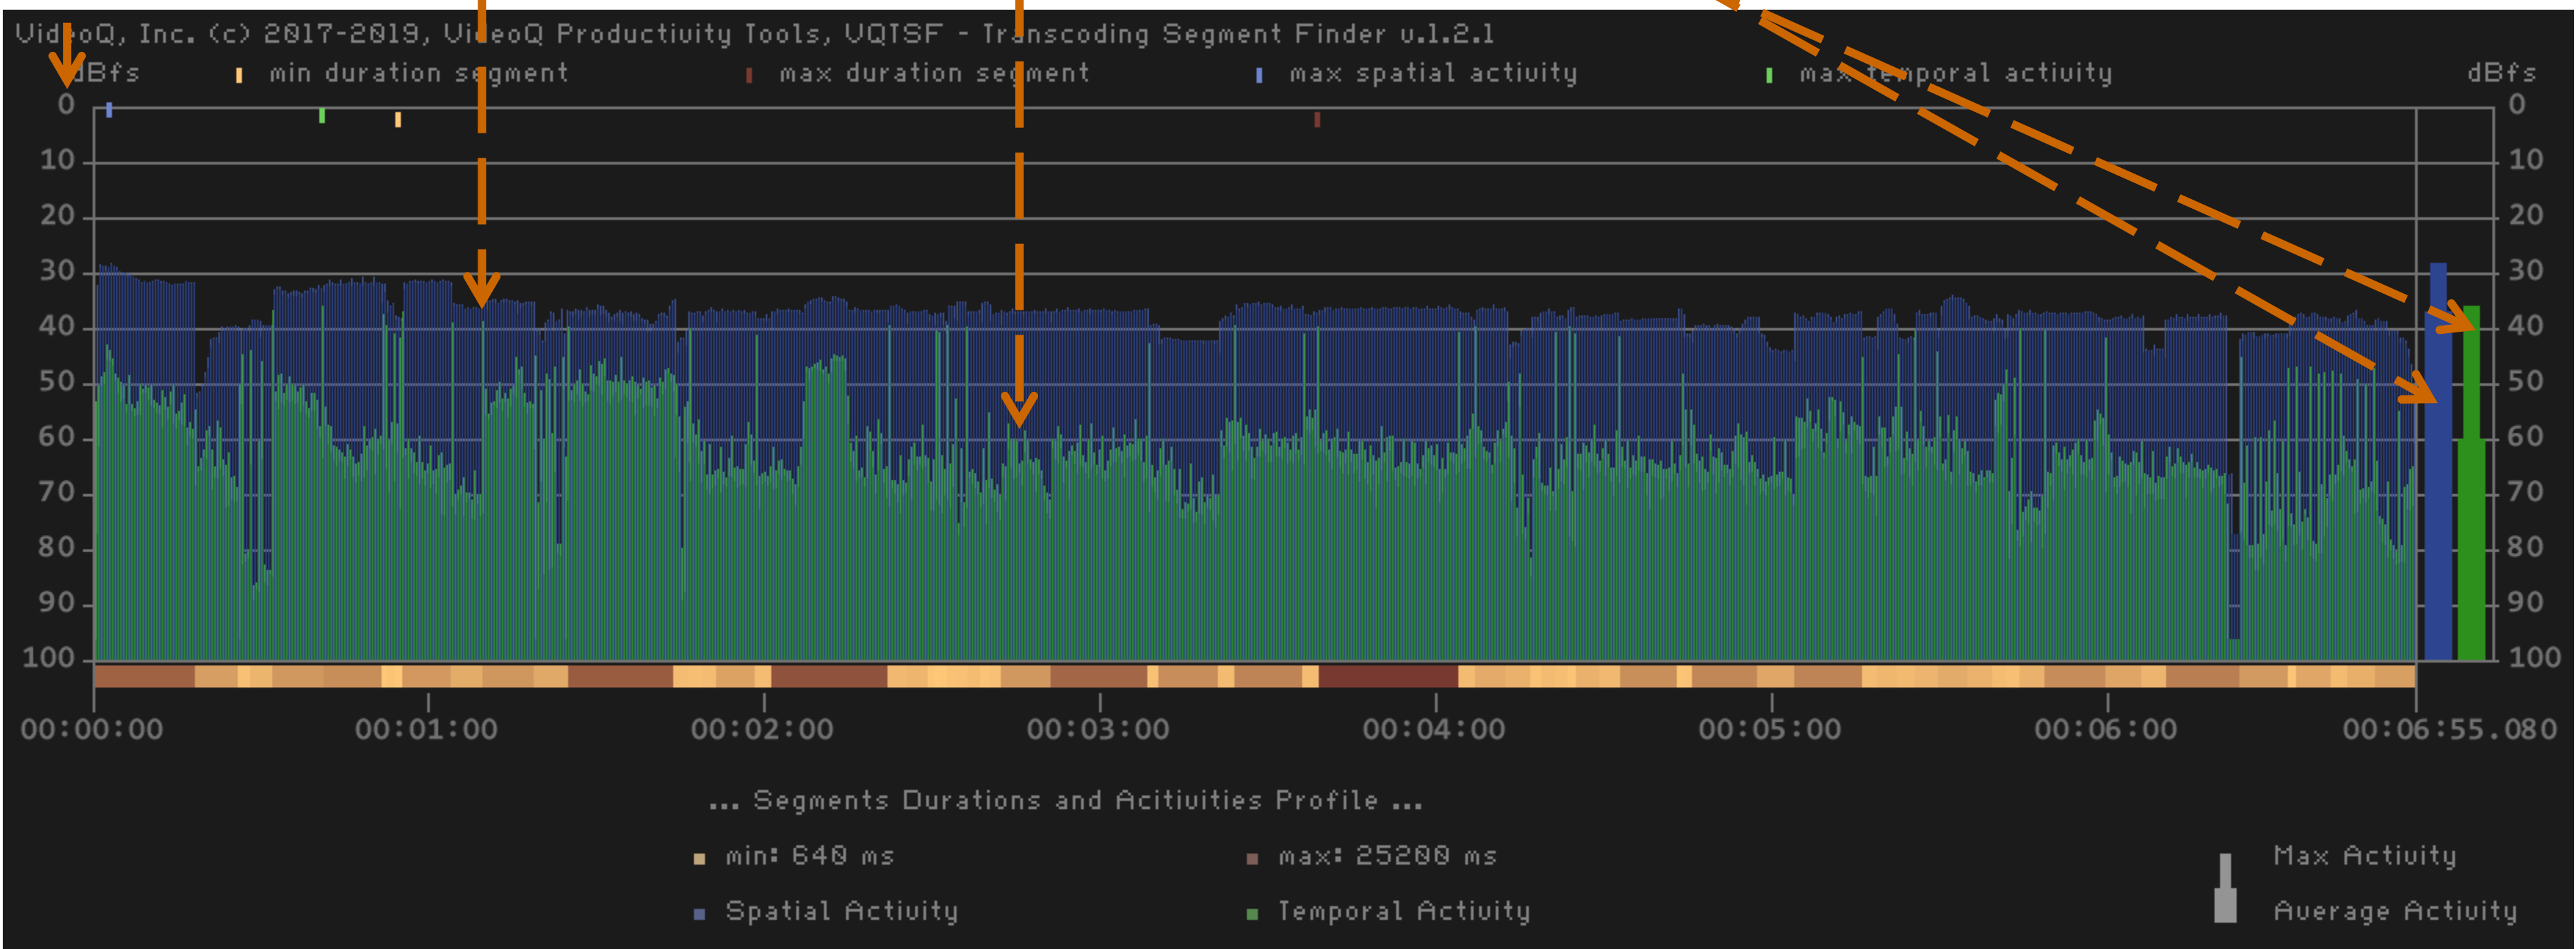 VideoQ, Inc. (c) 2017-2019, VideoQ Productivity Tools, VQTSF - Transcoding Segment Finder v.1.2.1
dBfs min duration segment max duration segment max spatial activity max temporal activity dBfs
0 0
10 10
20 20
30 30
40 40
50 50
60 60
70 70
80 80
90 90
100 100
00:00:00 00:01:00 00:02:00 00:03:00 00:04:00 00:05:00 00:06:00 00:06:55.080
... Segments Durations and Acitivities Profile ...
min: 640 ms max: 25200 ms Max Activity
Spatial Activity Temporal Activity Average Activity